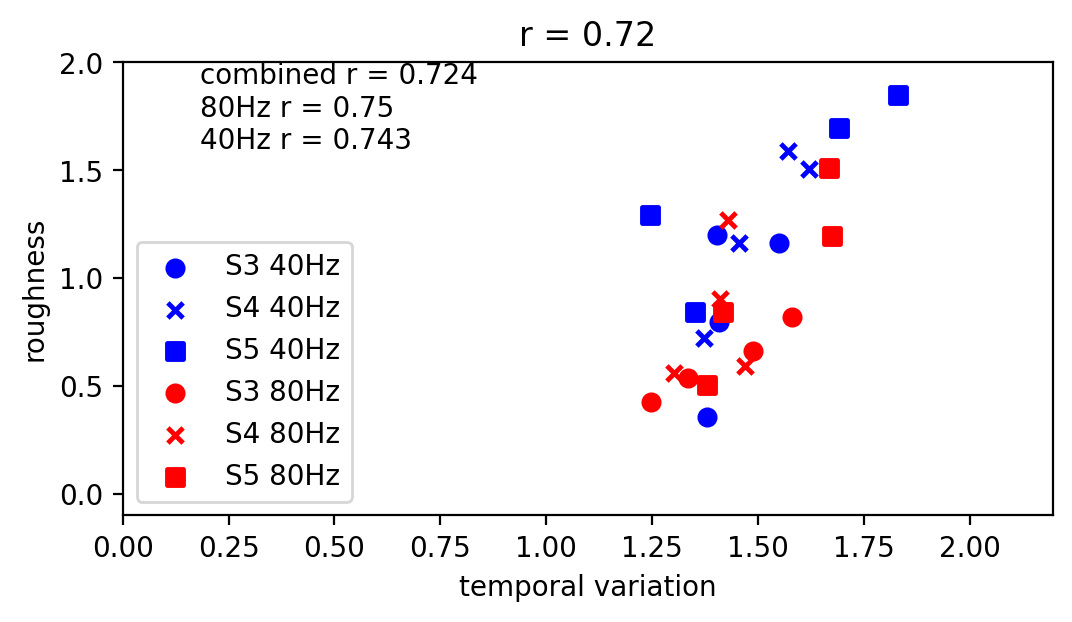 r = 0.72
combined r = 0.724
80Hz r = 0.75
40Hz r = 0.743
2.0
1.5
1.0
0.5
0.0
roughness
S3 40Hz
S4 40Hz
S5 40Hz
S3 80Hz
S4 80Hz
S5 80Hz
0.00 0.25 0.50 0.75 1.00 1.25 1.50 1.75 2.00
temporal variation